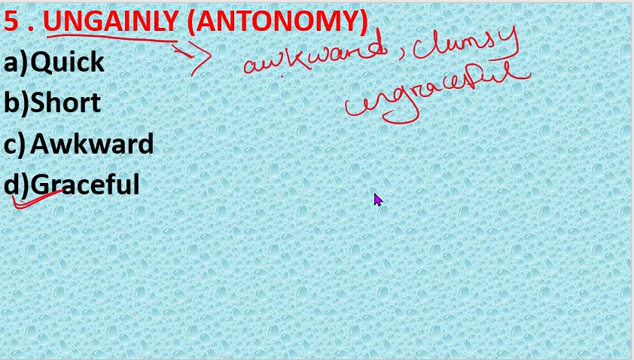 5 . UNGAINLY (ANTONOMY)
awkward, clumsy
ungraceful
a)Quick
b)Short
c) Awkward
d)Graceful